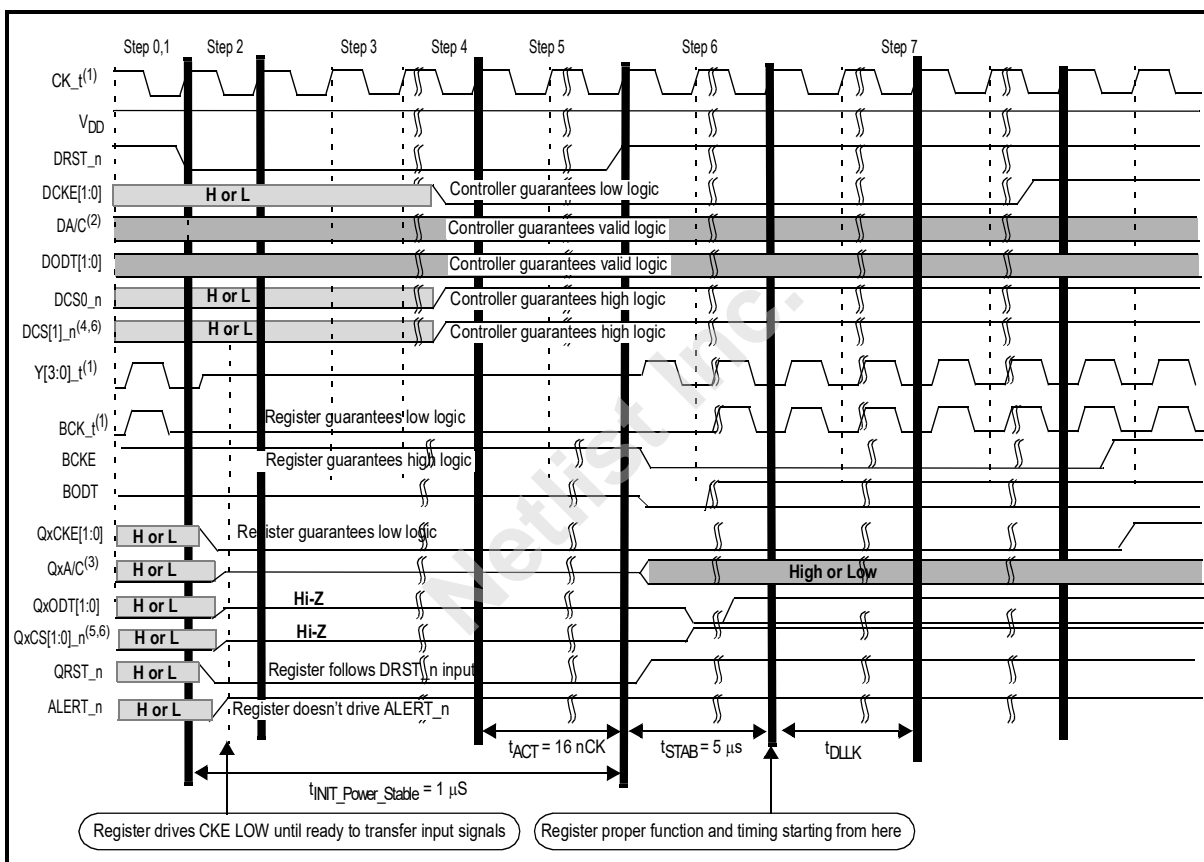 Step 0,1 Step 2 Step 3 Step 4 Step 5 Step 6 Step 7
CK_t(1)
VDD
DRST_n
DCKE[1:0] H or L Controller guarantees low logic
DA/C(2) Controller guarantees valid logic
DODT[1:0] Controller guarantees valid logic
DCS0_n H or L Controller guarantees high logic
DCS[1]_n(4,6) H or L Controller guarantees high logic
Y[3:0]_t(1)
BCK_t(1) Register guarantees low logic
BCKE Register guarantees high logic
BODT
QxCKE[1:0] H or L Register guarantees low logic
QxA/C(3) H or L High or Low
QxODT[1:0] H or L Hi-Z
QxCS[1:0]_n(5,6) H or L Hi-Z
QRST_n H or L Register follows DRST_n input
ALERT_n H or L Register doesn't drive ALERT_n
tACT = 16 nCK tSTAB = 5 μs tDLLK
tINIT_Power_Stable = 1 μS
Register drives CKE LOW until ready to transfer input signals
Register proper function and timing starting from here
Netlist Inc.